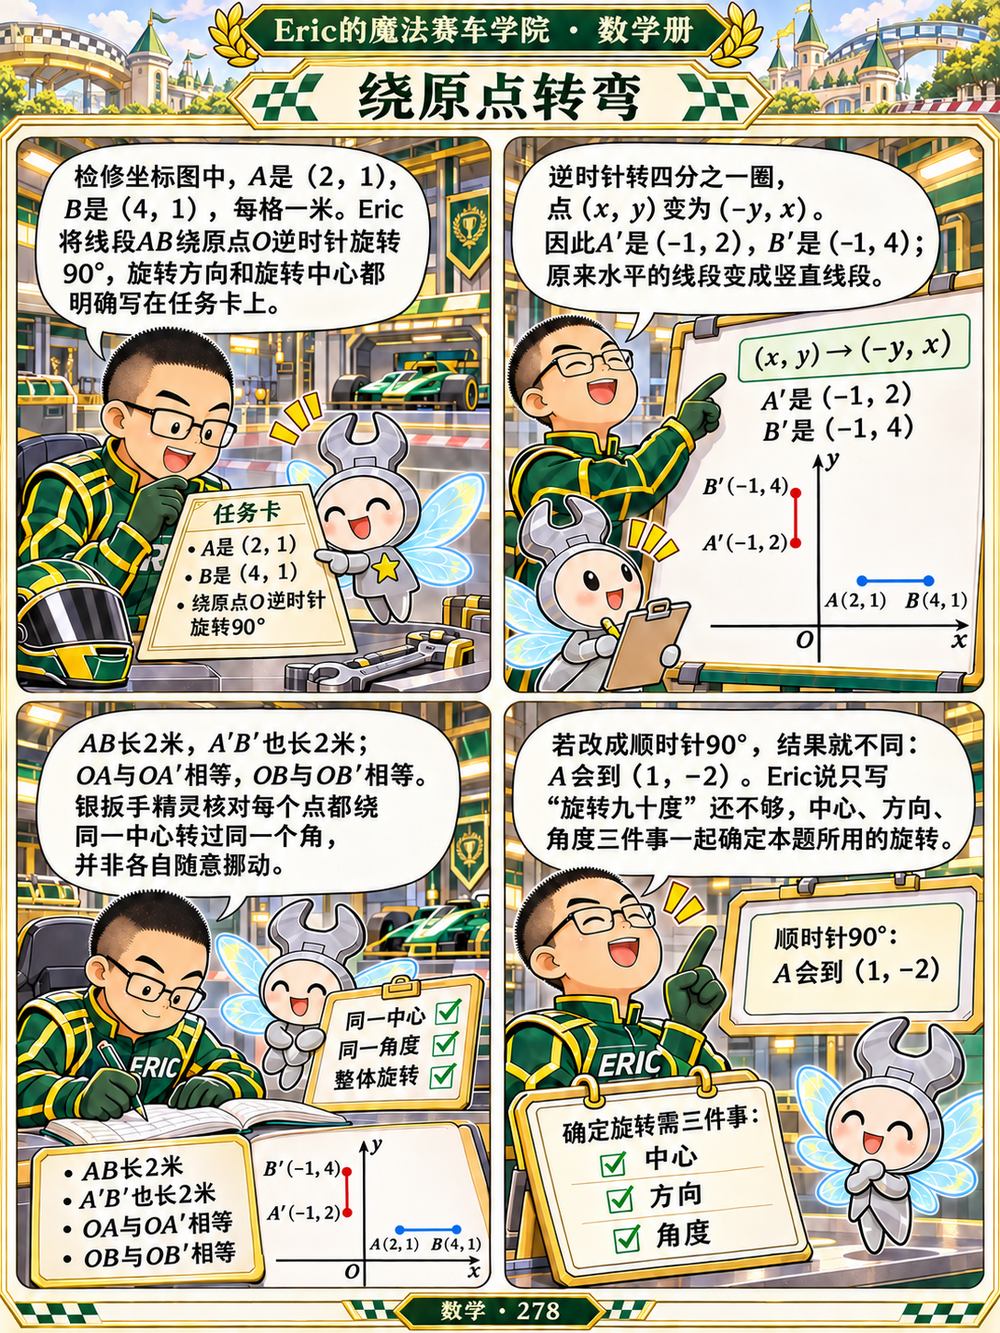 Eric的魔法赛车学院 · 数学册
绕原点转弯
检修坐标图中，A是（2，1），
B是（4，1），每格一米。Eric
将线段AB绕原点O逆时针旋转
90°，旋转方向和旋转中心都
明确写在任务卡上。
任务卡
• A是（2，1）
• B是（4，1）
• 绕原点O逆时针
旋转90°
逆时针转四分之一圈，
点（x，y）变为（−y，x）。
因此A′是（−1，2），B′是（−1，4）；
原来水平的线段变成竖直线段。
(x, y)→(−y, x)
A′是（−1，2）
B′是（−1，4）
y
B′(−1, 4)
A′(−1, 2)
A(2, 1) B(4, 1)
O x
AB长2米，A′B′也长2米；
OA与OA′相等，OB与OB′相等。
银扳手精灵核对每个点都绕
同一中心转过同一个角，
并非各自随意挪动。
ERIC
同一中心
同一角度
整体旋转
• AB长2米
• A′B′也长2米
• OA与OA′相等
• OB与OB′相等
y
B′(−1, 4)
A′(−1, 2)
A(2, 1) B(4, 1)
O x
若改成顺时针90°，结果就不同：
A会到（1，−2）。Eric说只写
“旋转九十度”还不够，中心、方向、
角度三件事一起确定本题所用的旋转。
顺时针90°：
A会到（1，−2）
ERIC
确定旋转需三件事：
中心
方向
角度
数学 · 278